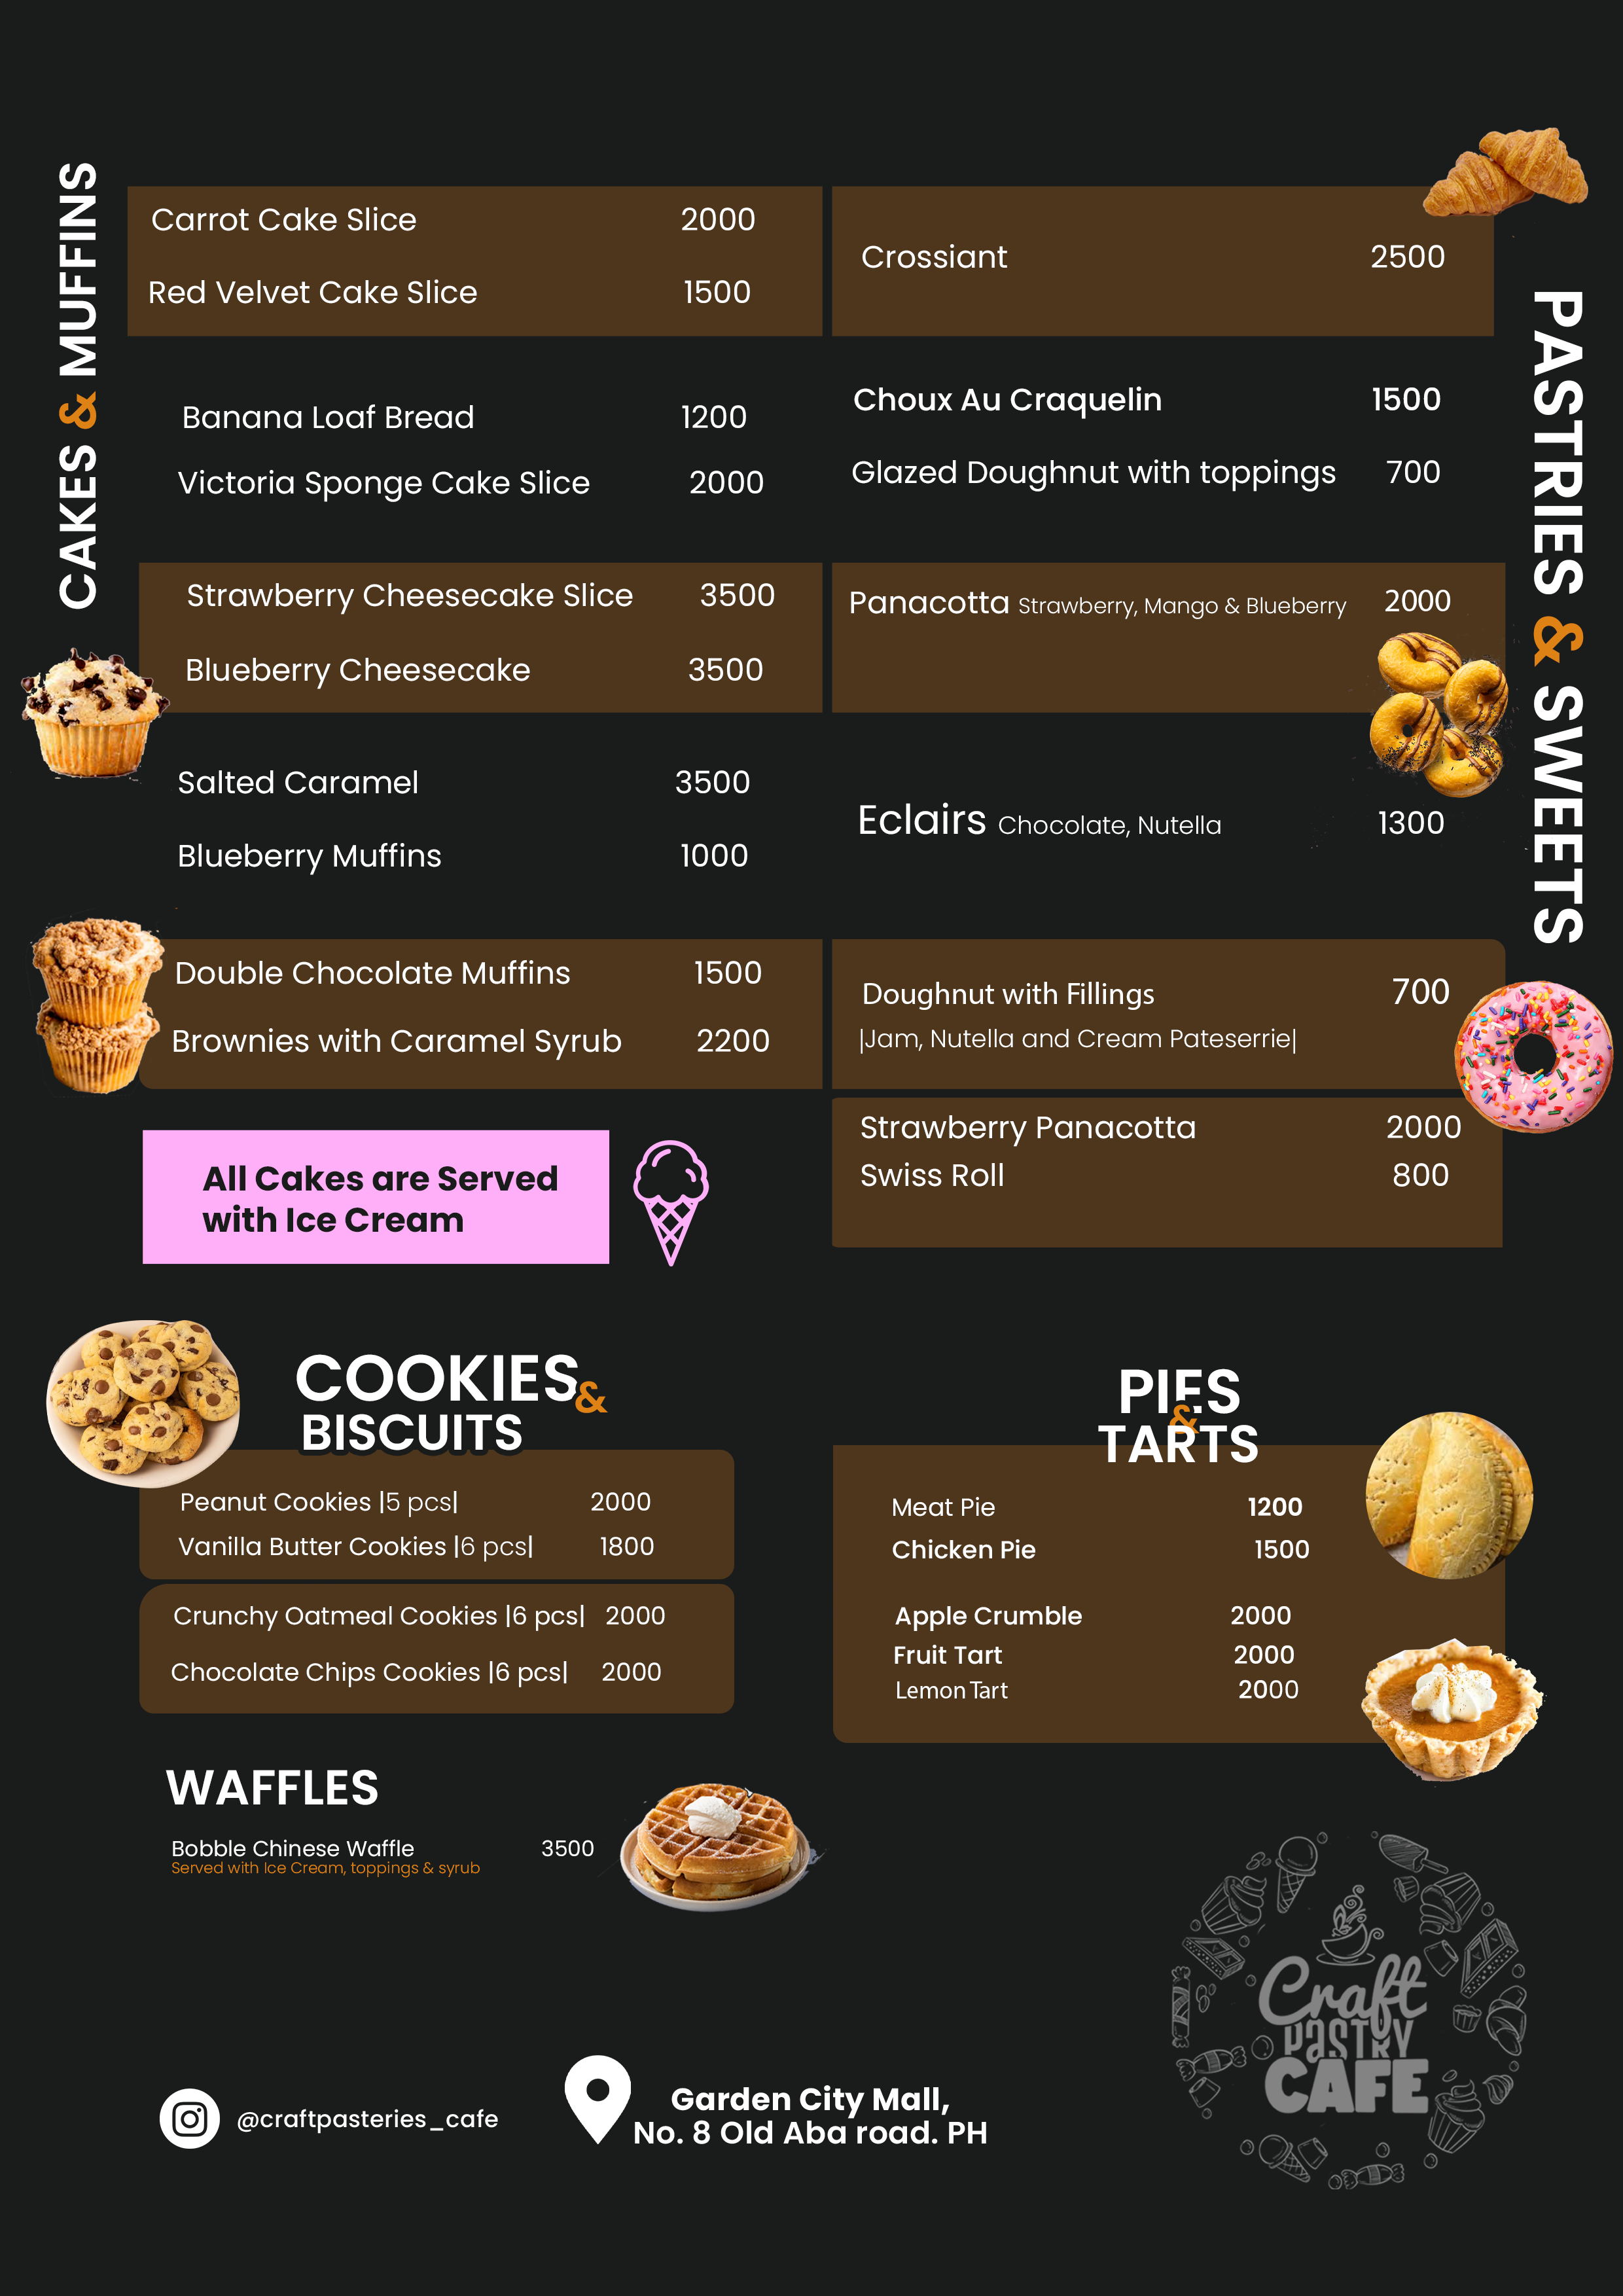 CAKES & MUFFINS
Carrot Cake Slice 2000
Red Velvet Cake Slice 1500
Banana Loaf Bread 1200
Victoria Sponge Cake Slice 2000
Strawberry Cheesecake Slice 3500
Blueberry Cheesecake 3500
Salted Caramel 3500
Blueberry Muffins 1000
Double Chocolate Muffins 1500
Brownies with Caramel Syrub 2200
All Cakes are Served
with Ice Cream
PASTRIES & SWEETS
Crossiant 2500
Choux Au Craquelin 1500
Glazed Doughnut with toppings 700
Panacotta Strawberry, Mango & Blueberry 2000
Eclairs Chocolate, Nutella 1300
Doughnut with Fillings 700
|Jam, Nutella and Cream Pateserrie|
Strawberry Panacotta 2000
Swiss Roll 800
COOKIES &
BISCUITS
Peanut Cookies |5 pcs| 2000
Vanilla Butter Cookies |6 pcs| 1800
Crunchy Oatmeal Cookies |6 pcs| 2000
Chocolate Chips Cookies |6 pcs| 2000
PIES
&
TARTS
Meat Pie 1200
Chicken Pie 1500
Apple Crumble 2000
Fruit Tart 2000
Lemon Tart 2000
WAFFLES
Bobble Chinese Waffle 3500
Served with Ice Cream, toppings & syrub
@craftpasteries_cafe
Garden City Mall,
No. 8 Old Aba road. PH
Craft
PASTRY
CAFE